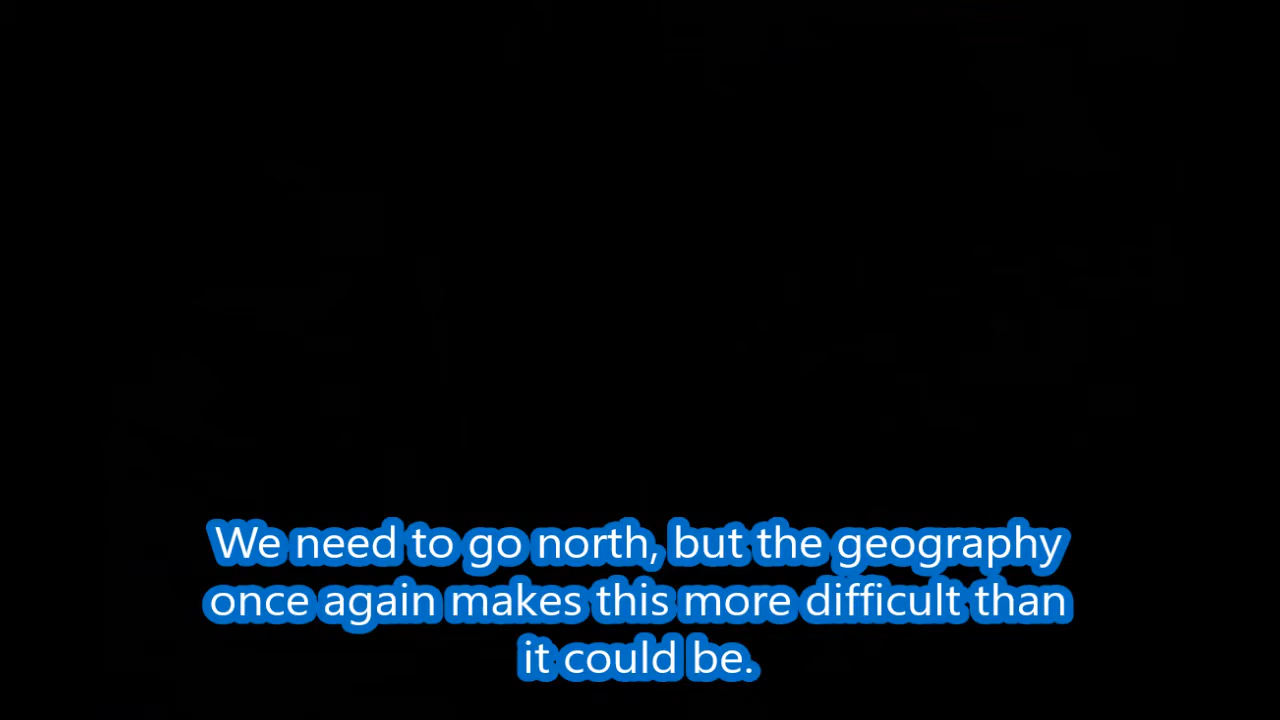 We need to go north, but the geography
once again makes this more difficult than
it could be.